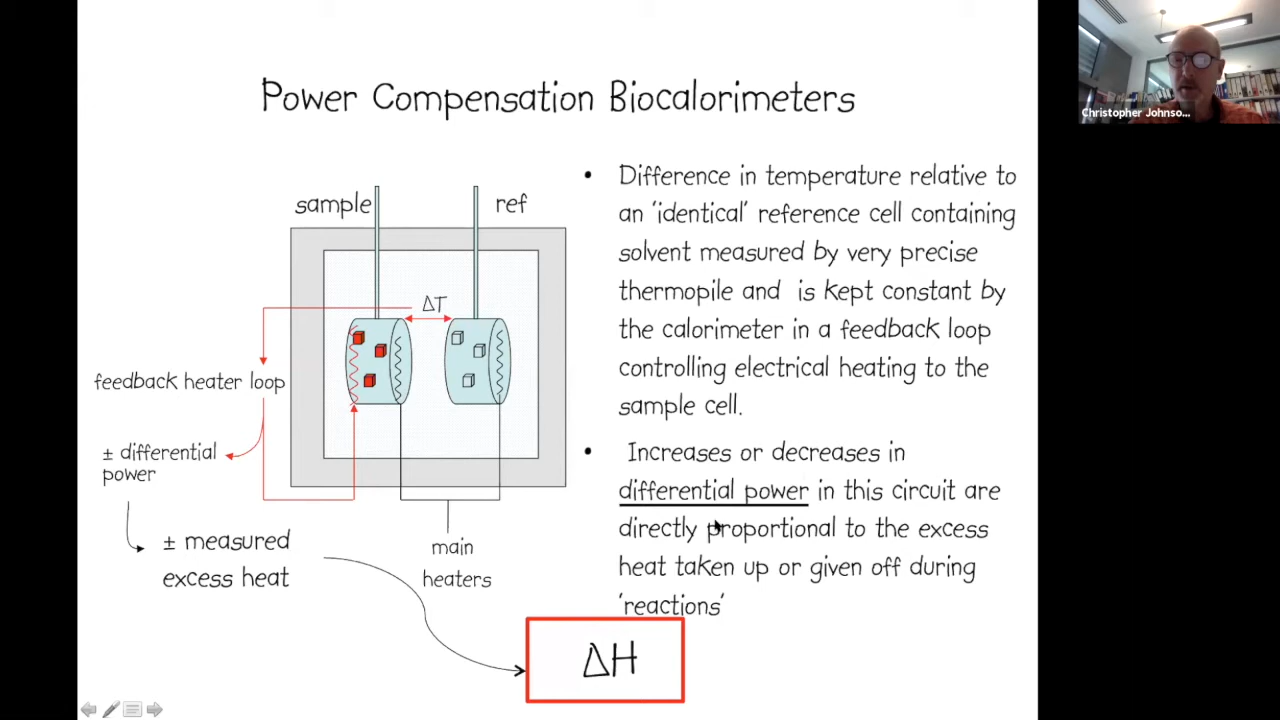 Power Compensation Biocalorimeters
sample
ref
ΔT
feedback heater loop
± differential
power
± measured
excess heat
main
heaters
• Difference in temperature relative to
an 'identical' reference cell containing
solvent measured by very precise
thermopile and is kept constant by
the calorimeter in a feedback loop
controlling electrical heating to the
sample cell.
• Increases or decreases in
differential power in this circuit are
directly proportional to the excess
heat taken up or given off during
'reactions'
ΔH
Christopher Johnso...